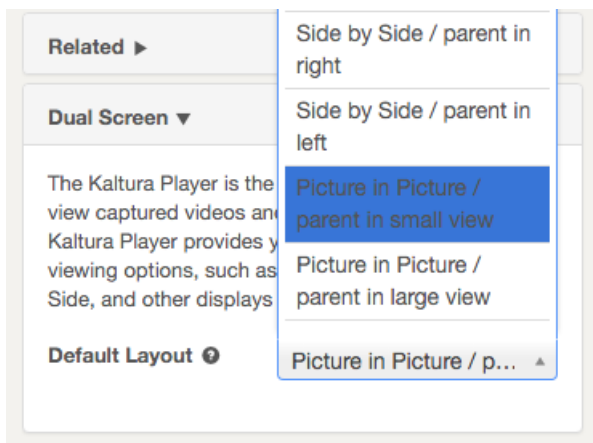 Related
Side by Side / parent in
right
Dual Screen
Side by Side / parent in
left
The Kaltura Player is the
view captured videos an
Kaltura Player provides y
viewing options, such as
Side, and other displays
Picture in Picture /
parent in small view
Picture in Picture /
parent in large view
Default Layout
Picture in Picture / p...